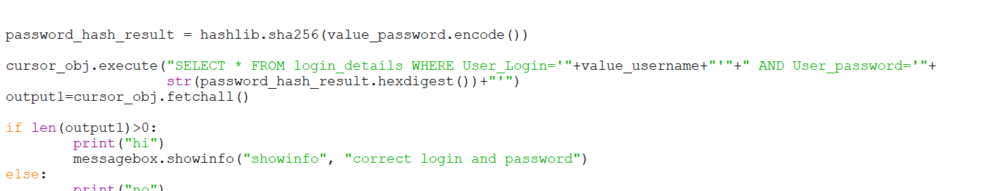 password_hash_result = hashlib.sha256(value_password.encode())
cursor_obj.execute("SELECT * FROM login_details WHERE User_Login='"+value_username+"'"+" AND User_password='"+
str(password_hash_result.hexdigest())+"'")
output1=cursor_obj.fetchall()
if len(output1)>0:
print("hi")
messagebox.showinfo("showinfo", "correct login and password")
else:
print("no")